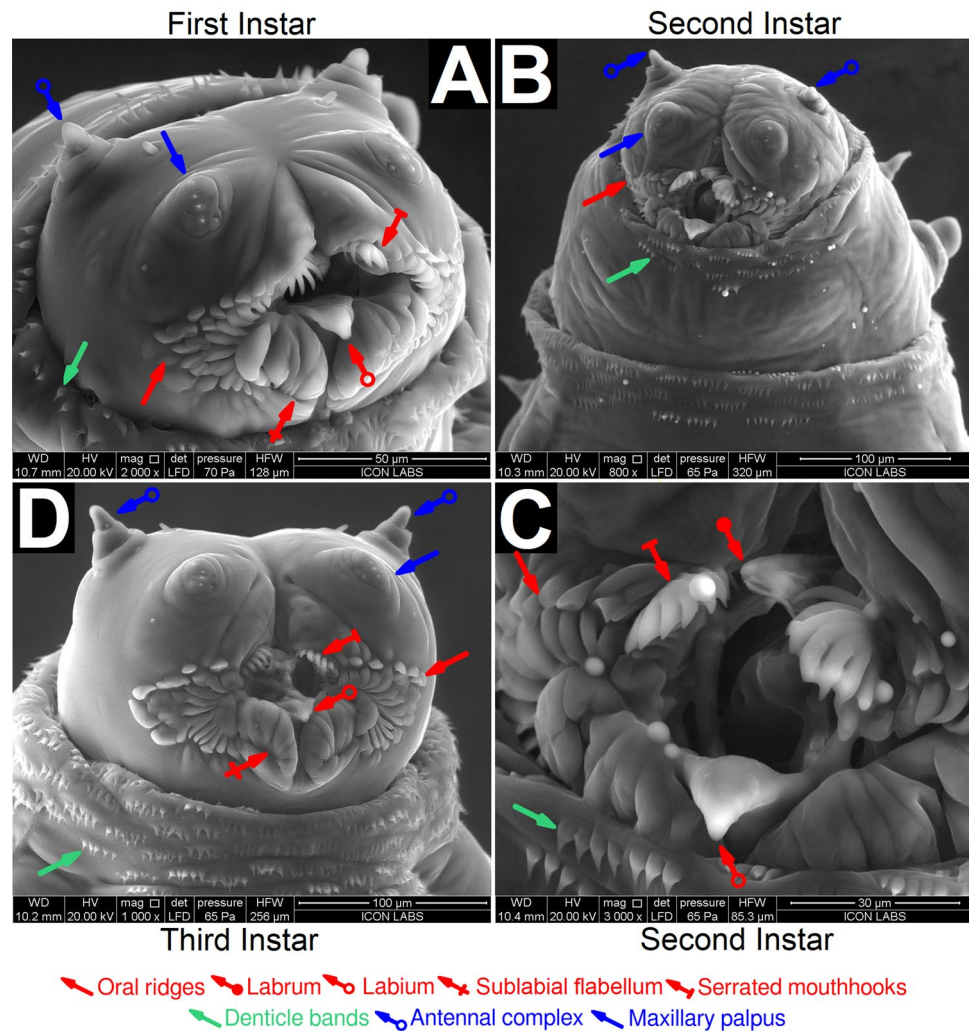 First Instar
Second Instar
A
B
WD HV mag □ det pressure HFW 50 µm
10.7 mm 20.00 kV 2 000 x LFD 70 Pa 128 µm ICON LABS
WD HV mag □ det pressure HFW 100 µm
10.3 mm 20.00 kV 800 x LFD 65 Pa 320 µm ICON LABS
D
C
WD HV mag □ det pressure HFW 100 µm
10.2 mm 20.00 kV 1 000 x LFD 65 Pa 256 µm ICON LABS
WD HV mag □ det pressure HFW 30 µm
10.4 mm 20.00 kV 3 000 x LFD 65 Pa 85.3 µm ICON LABS
Third Instar
Second Instar
Oral ridges Labrum Labium Sublabial flabellum Serrated mouthhooks
Denticle bands Antennal complex Maxillary palpus